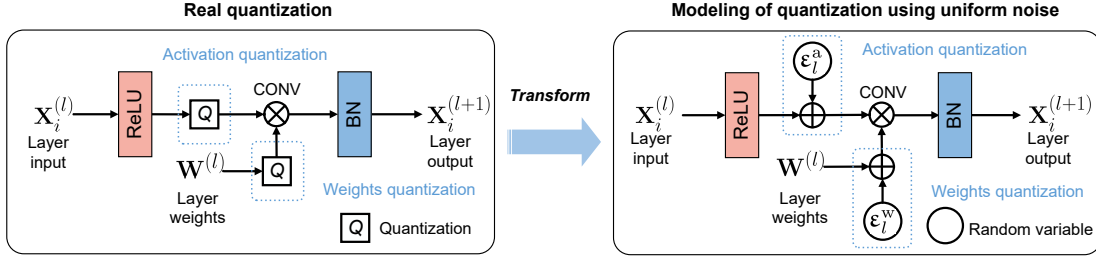 Real quantization
Activation quantization
X_i^{(l)}
Layer
input
ReLU
Q
CONV
BN
X_i^{(l+1)}
Layer
output
W^{(l)}
Q
Layer
weights
Weights quantization
Q Quantization
Transform
Modeling of quantization using uniform noise
Activation quantization
ε_l^a
X_i^{(l)}
Layer
input
ReLU
CONV
BN
X_i^{(l+1)}
Layer
output
W^{(l)}
Layer
weights
Weights quantization
ε_l^w
Random variable